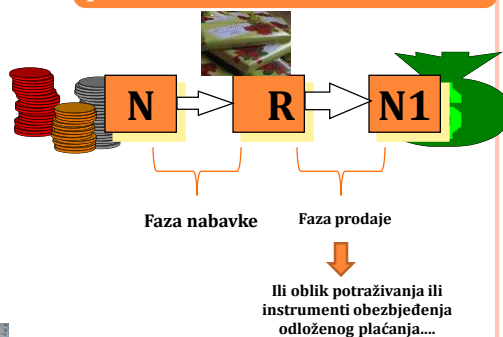 N R N1
Faza nabavke Faza prodaje
Ili oblik potraživanja ili
instrumenti obezbjeđenja
odloženog plaćanja....